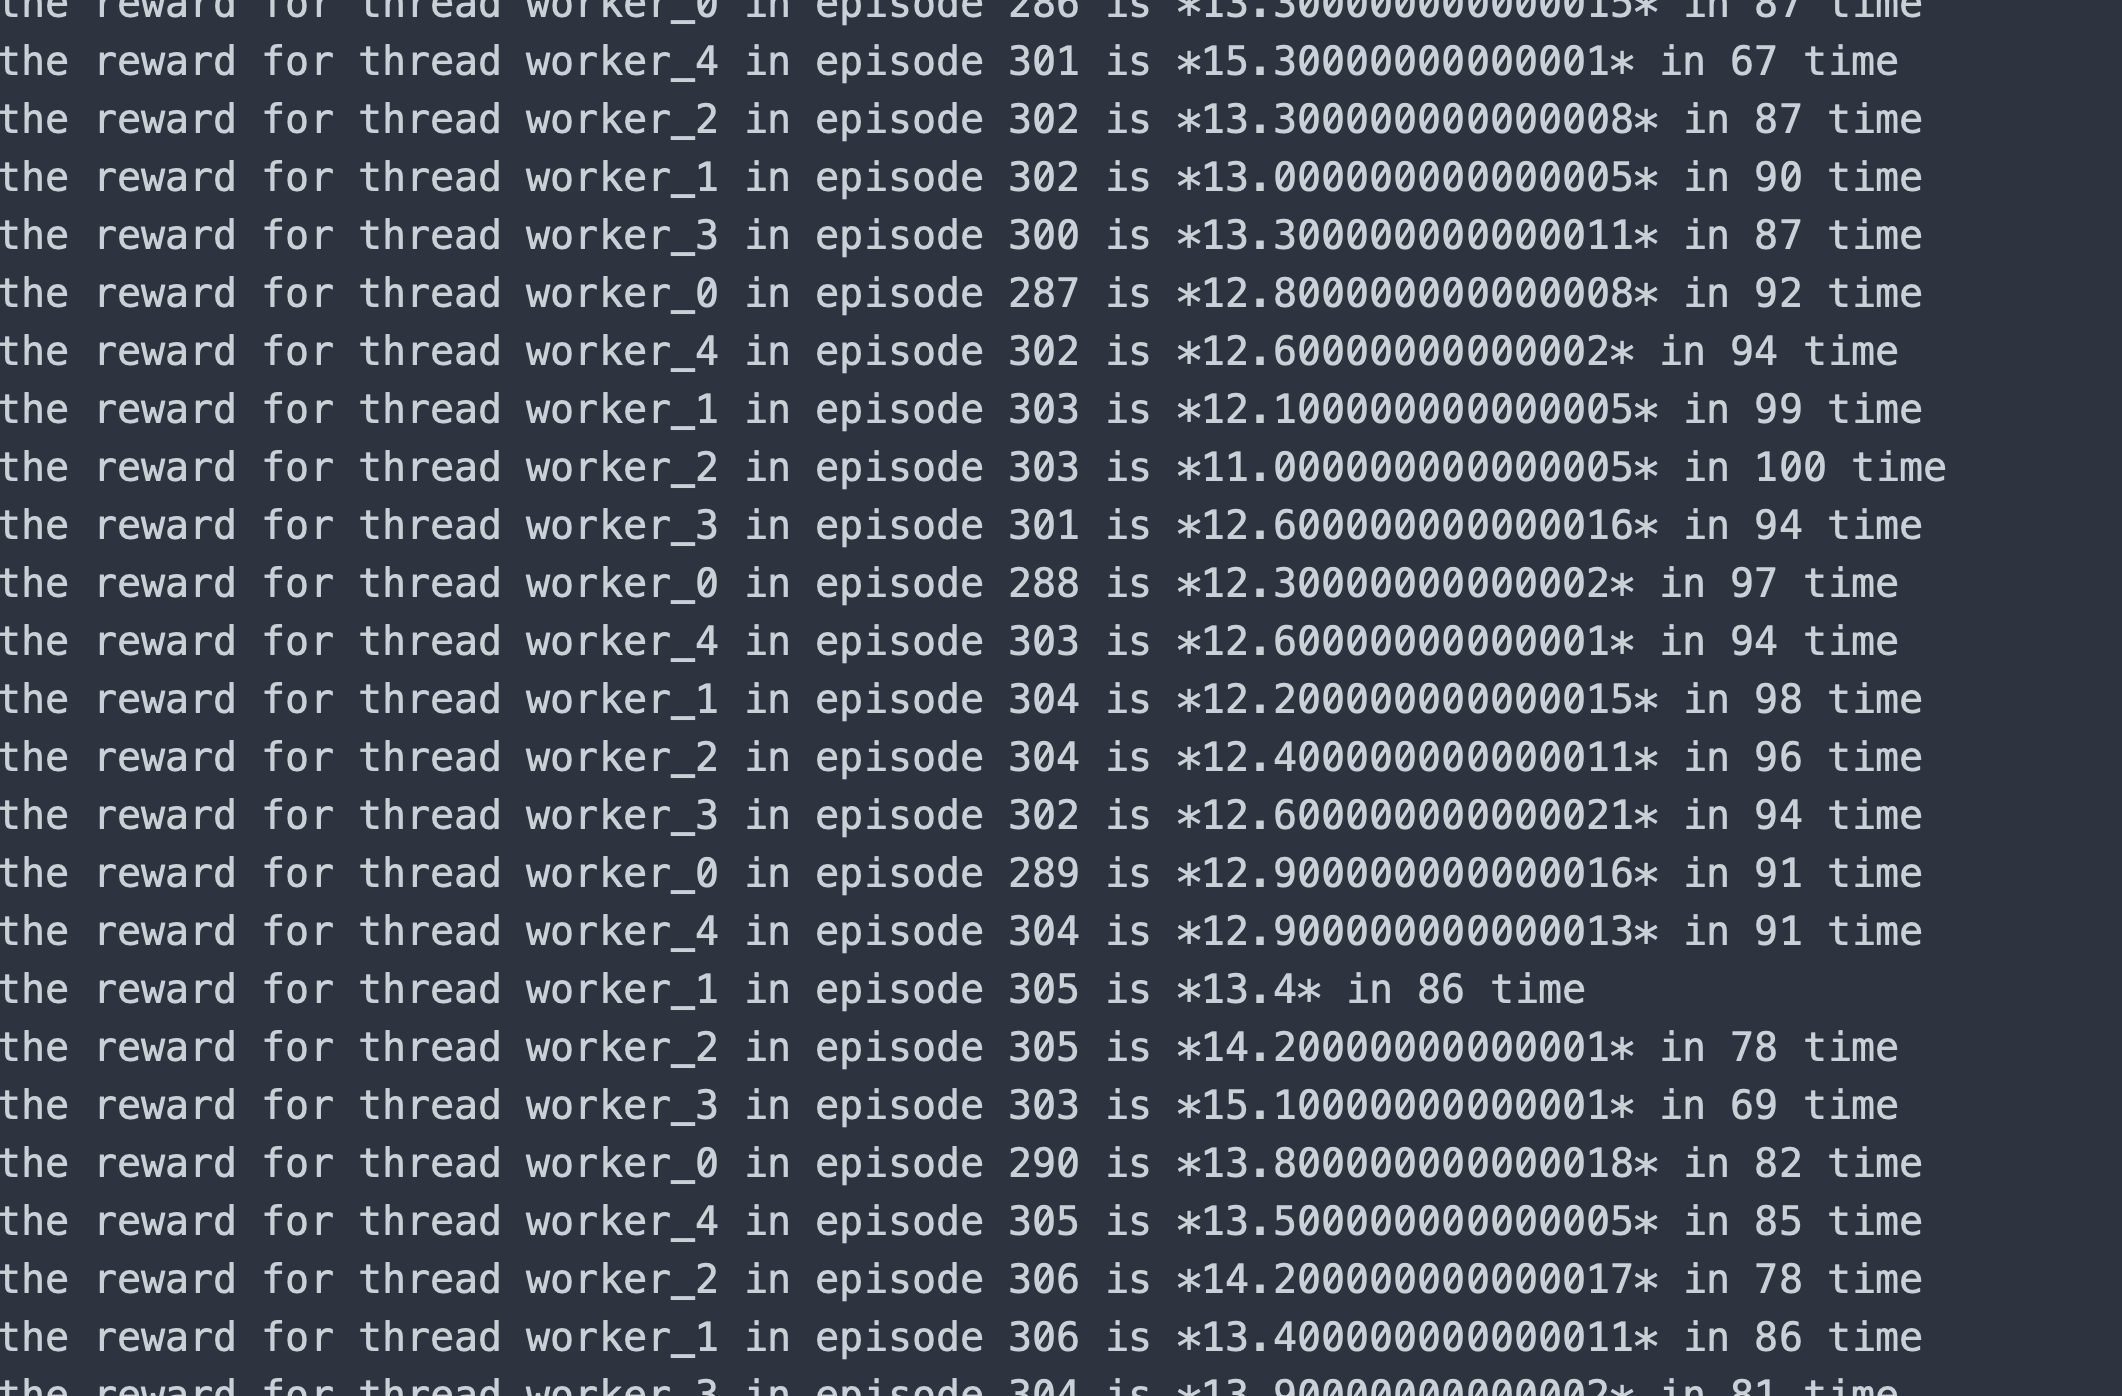 the reward for thread worker_0 in episode 286 is *13.300000000000015* in 87 time
the reward for thread worker_4 in episode 301 is *15.30000000000001* in 67 time
the reward for thread worker_2 in episode 302 is *13.300000000000008* in 87 time
the reward for thread worker_1 in episode 302 is *13.000000000000005* in 90 time
the reward for thread worker_3 in episode 300 is *13.300000000000011* in 87 time
the reward for thread worker_0 in episode 287 is *12.800000000000008* in 92 time
the reward for thread worker_4 in episode 302 is *12.60000000000002* in 94 time
the reward for thread worker_1 in episode 303 is *12.100000000000005* in 99 time
the reward for thread worker_2 in episode 303 is *11.000000000000005* in 100 time
the reward for thread worker_3 in episode 301 is *12.600000000000016* in 94 time
the reward for thread worker_0 in episode 288 is *12.30000000000002* in 97 time
the reward for thread worker_4 in episode 303 is *12.60000000000001* in 94 time
the reward for thread worker_1 in episode 304 is *12.200000000000015* in 98 time
the reward for thread worker_2 in episode 304 is *12.400000000000011* in 96 time
the reward for thread worker_3 in episode 302 is *12.600000000000021* in 94 time
the reward for thread worker_0 in episode 289 is *12.900000000000016* in 91 time
the reward for thread worker_4 in episode 304 is *12.900000000000013* in 91 time
the reward for thread worker_1 in episode 305 is *13.4* in 86 time
the reward for thread worker_2 in episode 305 is *14.20000000000001* in 78 time
the reward for thread worker_3 in episode 303 is *15.10000000000001* in 69 time
the reward for thread worker_0 in episode 290 is *13.800000000000018* in 82 time
the reward for thread worker_4 in episode 305 is *13.500000000000005* in 85 time
the reward for thread worker_2 in episode 306 is *14.200000000000017* in 78 time
the reward for thread worker_1 in episode 306 is *13.400000000000011* in 86 time
the reward for thread worker_3 in episode 304 is *13.90000000000002* in 81 time